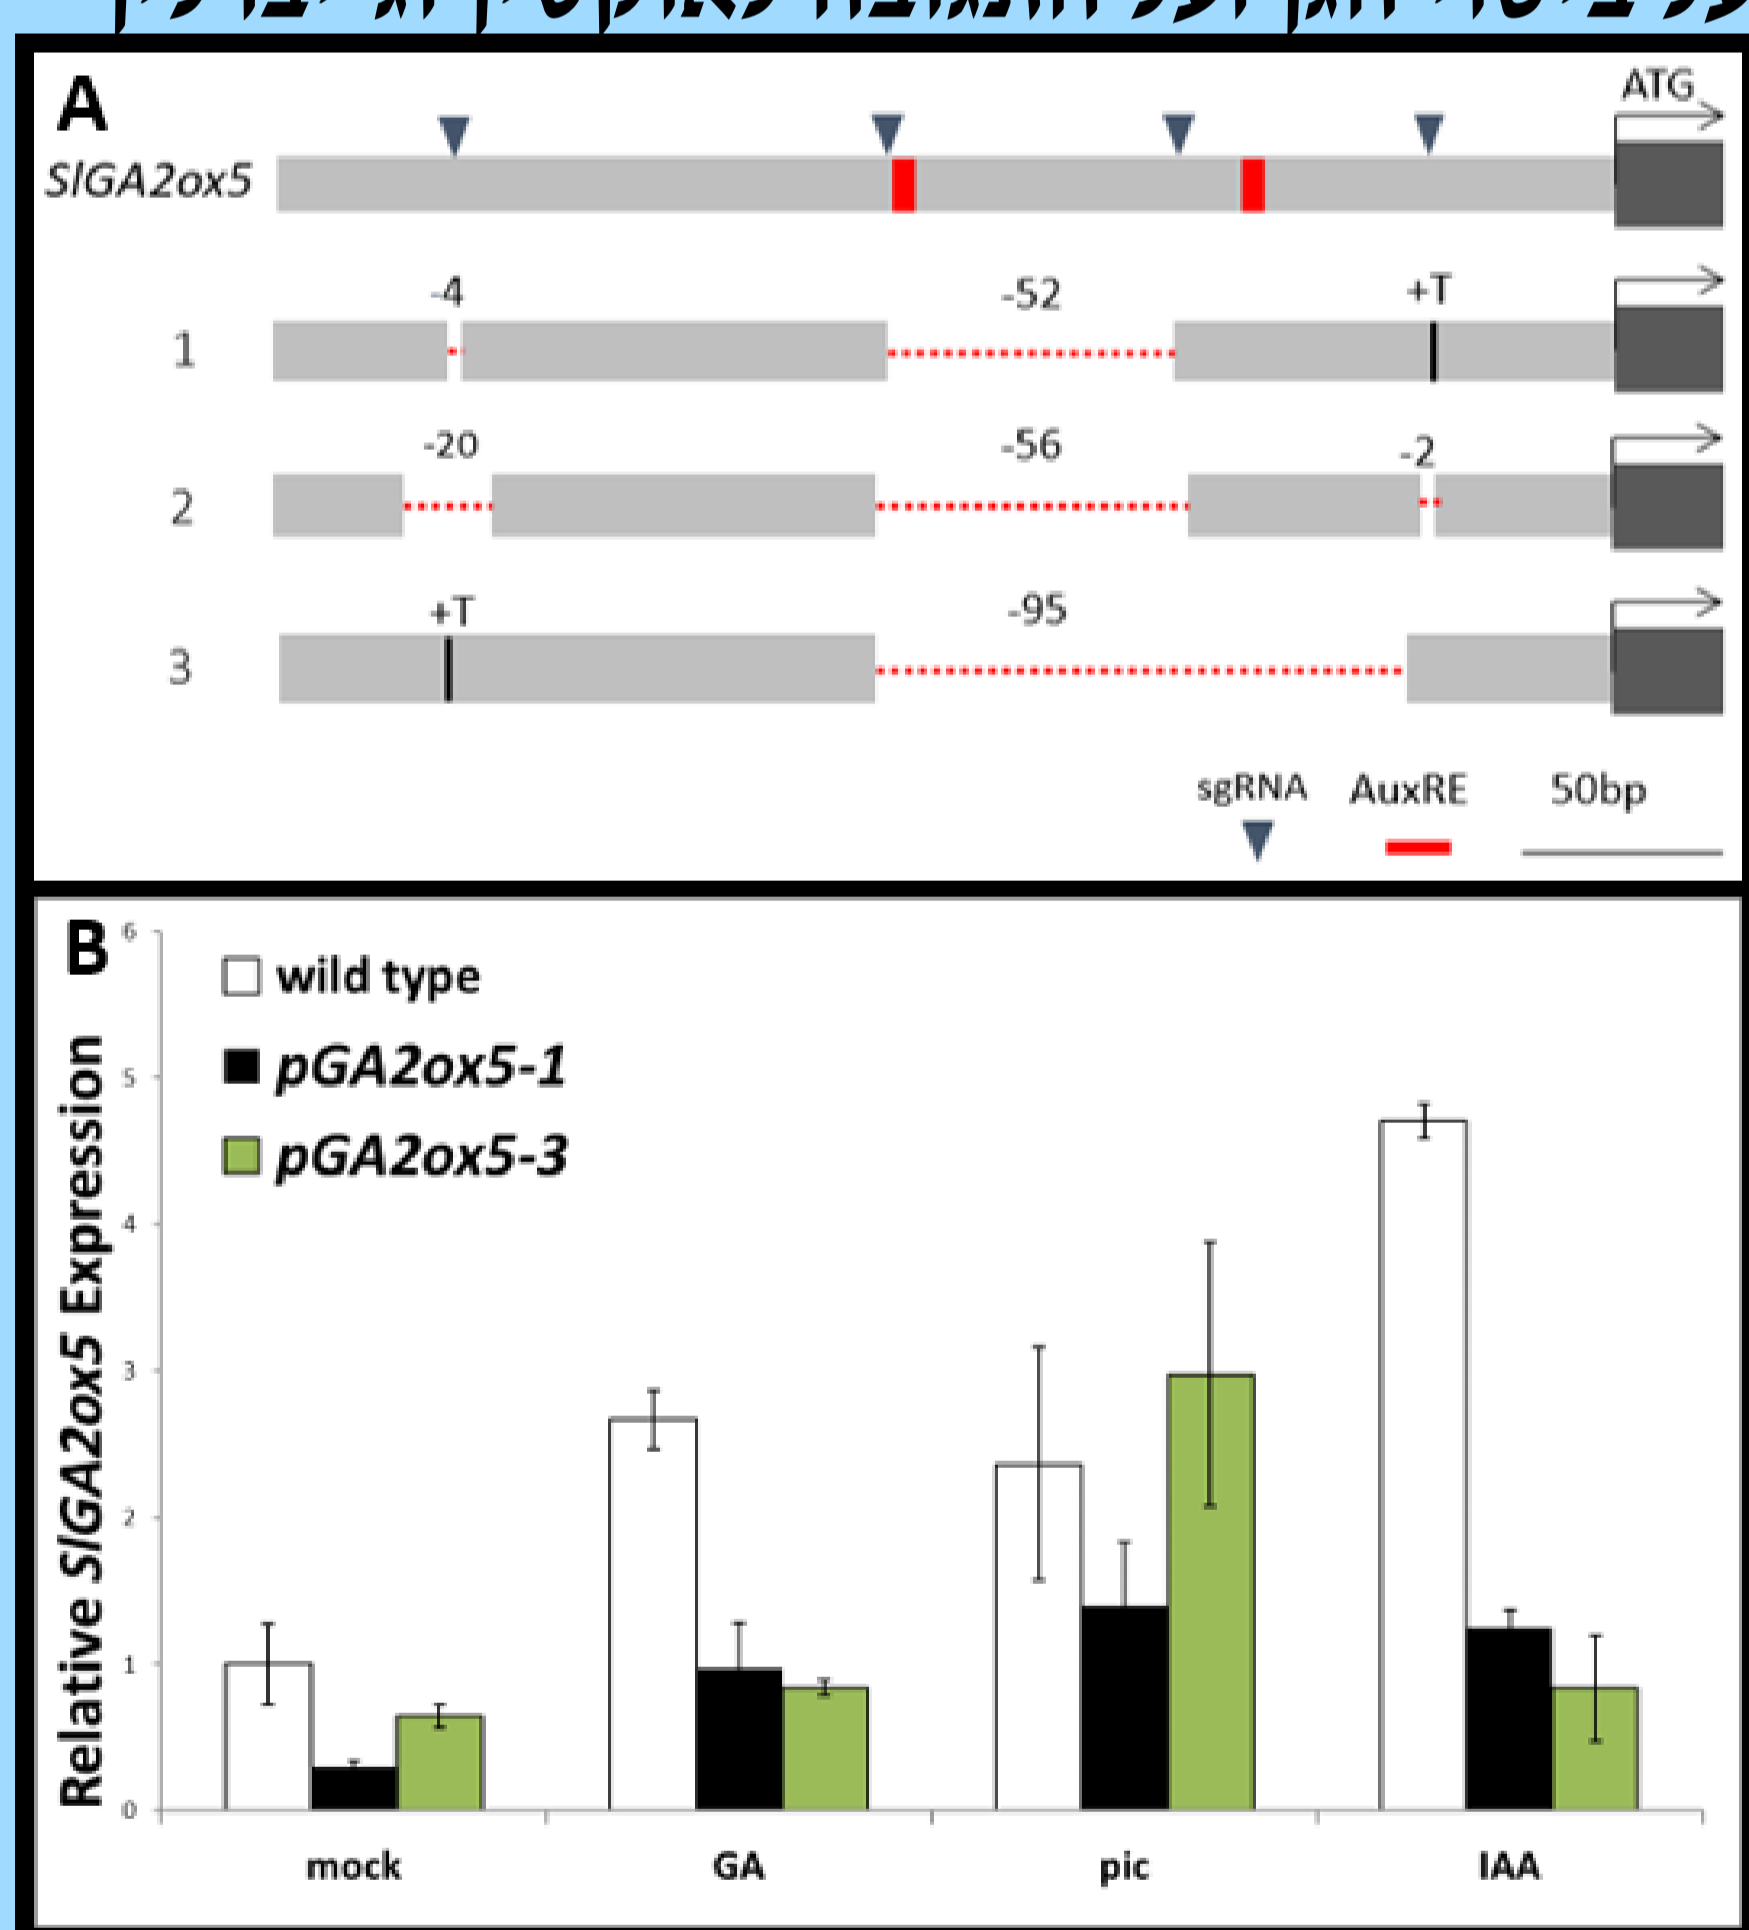 A
ATG
SlGA2ox5
-4
-52
+T
1
-20
-56
-2
2
+T
-95
3
sgRNA AuxRE 50bp
B
6
5
4
3
2
1
0
Relative SlGA2ox5 Expression
wild type
pGA2ox5-1
pGA2ox5-3
mock GA pic IAA